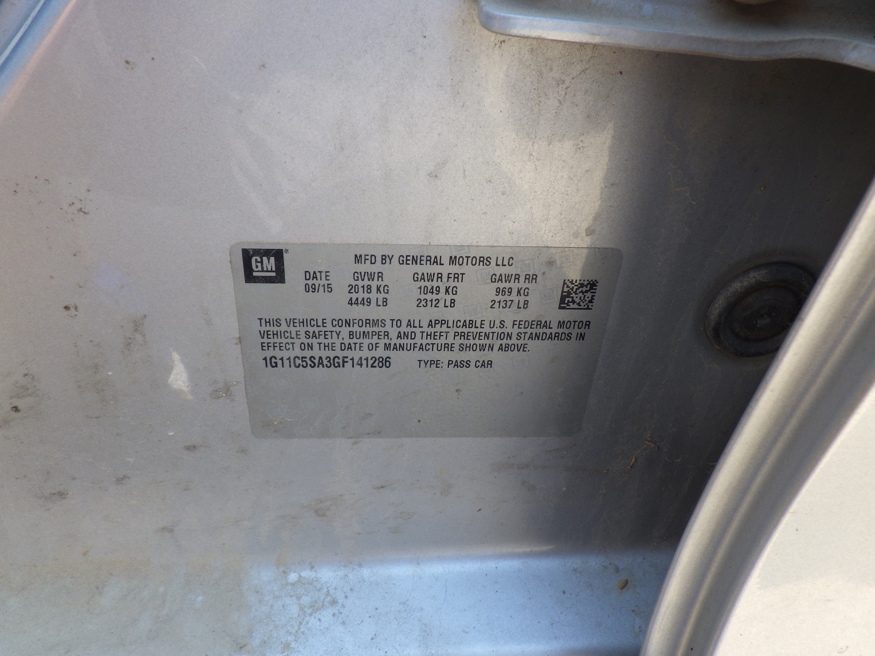 GM
MFD BY GENERAL MOTORS LLC
DATE GVWR GAWR FRT GAWR RR
09/15 2018 KG 1049 KG 969 KG
4449 LB 2312 LB 2137 LB
THIS VEHICLE CONFORMS TO ALL APPLICABLE U.S. FEDERAL MOTOR
VEHICLE SAFETY, BUMPER, AND THEFT PREVENTION STANDARDS IN
EFFECT ON THE DATE OF MANUFACTURE SHOWN ABOVE.
1G11C5SA3GF141286 TYPE: PASS CAR